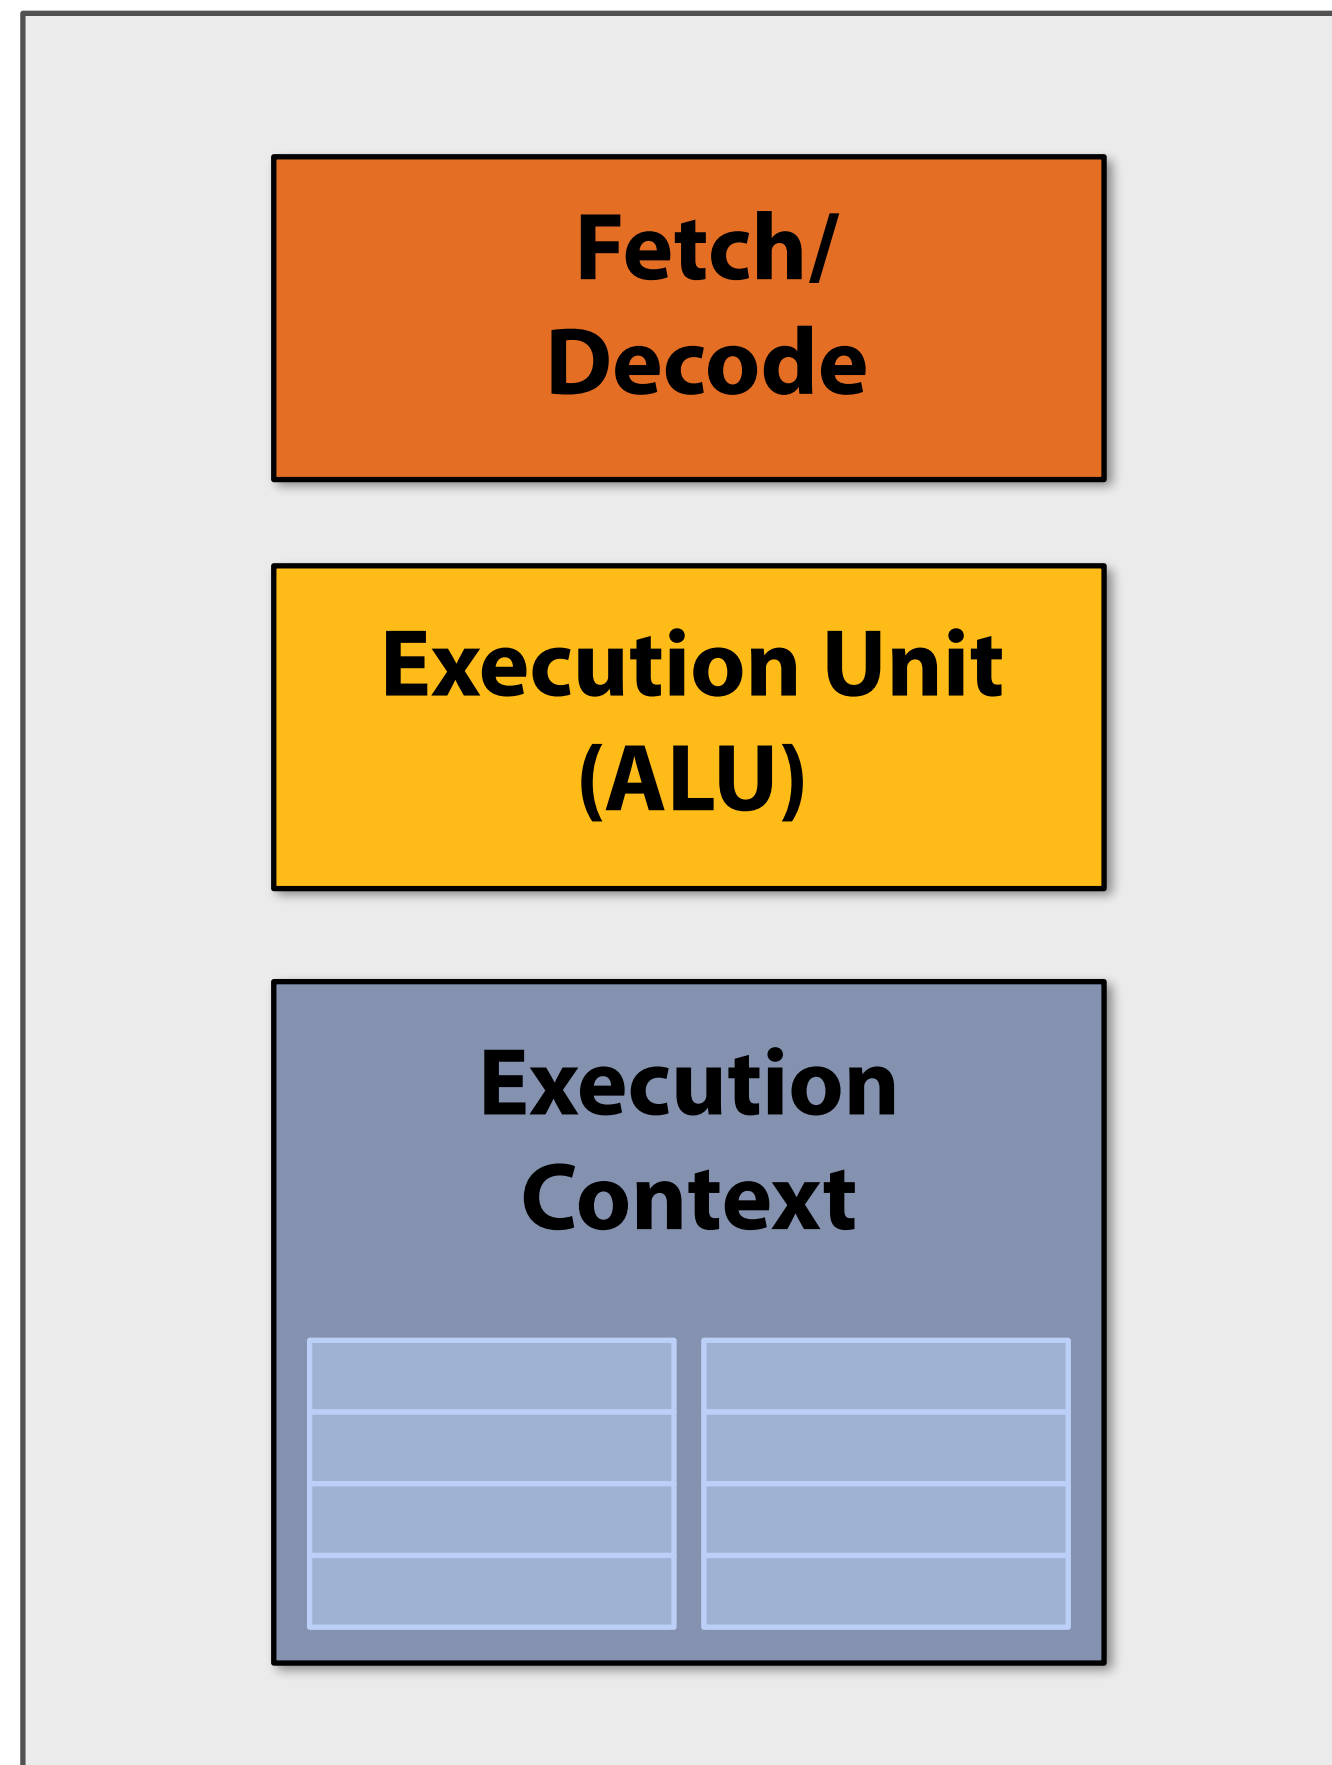 Fetch/
Decode
Execution Unit
(ALU)
Execution
Context